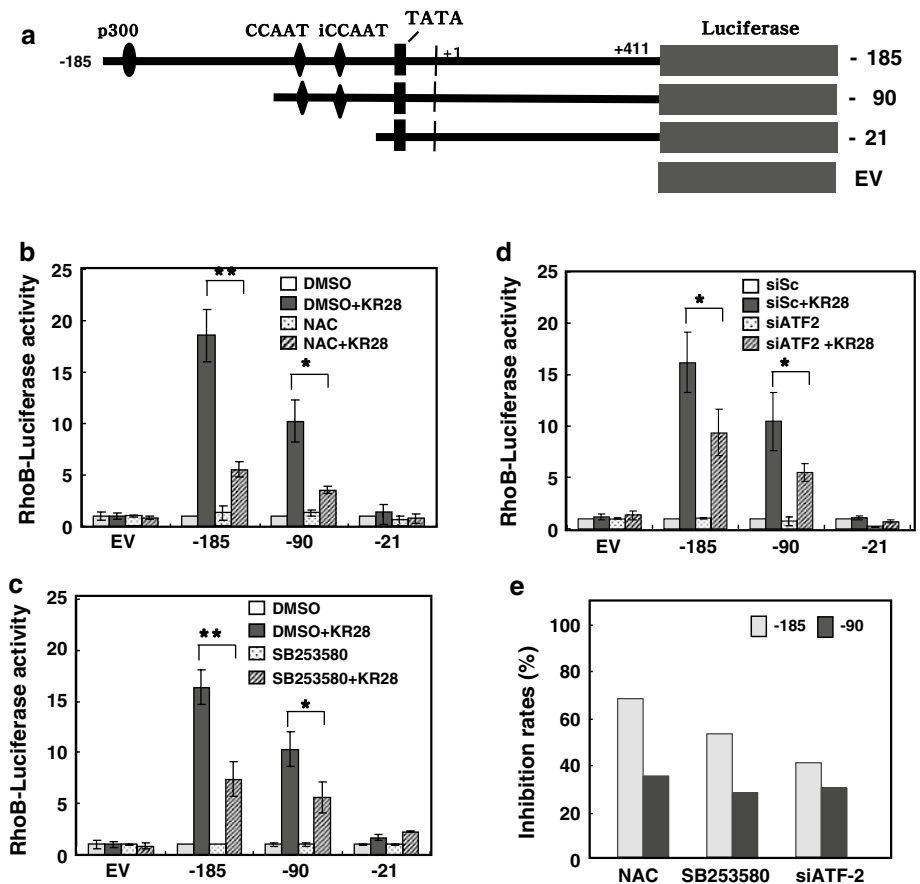 a
p300 CCAAT iCCAAT TATA Luciferase
-185 +1 +411 - 185
- 90
- 21
EV
b
RhoB-Luciferase activity
25
20
15
10
5
0
**
*
DMSO
DMSO+KR28
NAC
NAC+KR28
EV -185 -90 -21
d
RhoB-Luciferase activity
25
20
15
10
5
0
*
*
siSc
siSc+KR28
siATF2
siATF2 +KR28
EV -185 -90 -21
c
RhoB-Luciferase activity
25
20
15
10
5
0
**
*
DMSO
DMSO+KR28
SB253580
SB253580+KR28
EV -185 -90 -21
e
Inhibition rates (%)
100
80
60
40
20
0
-185 -90
NAC SB253580 siATF-2